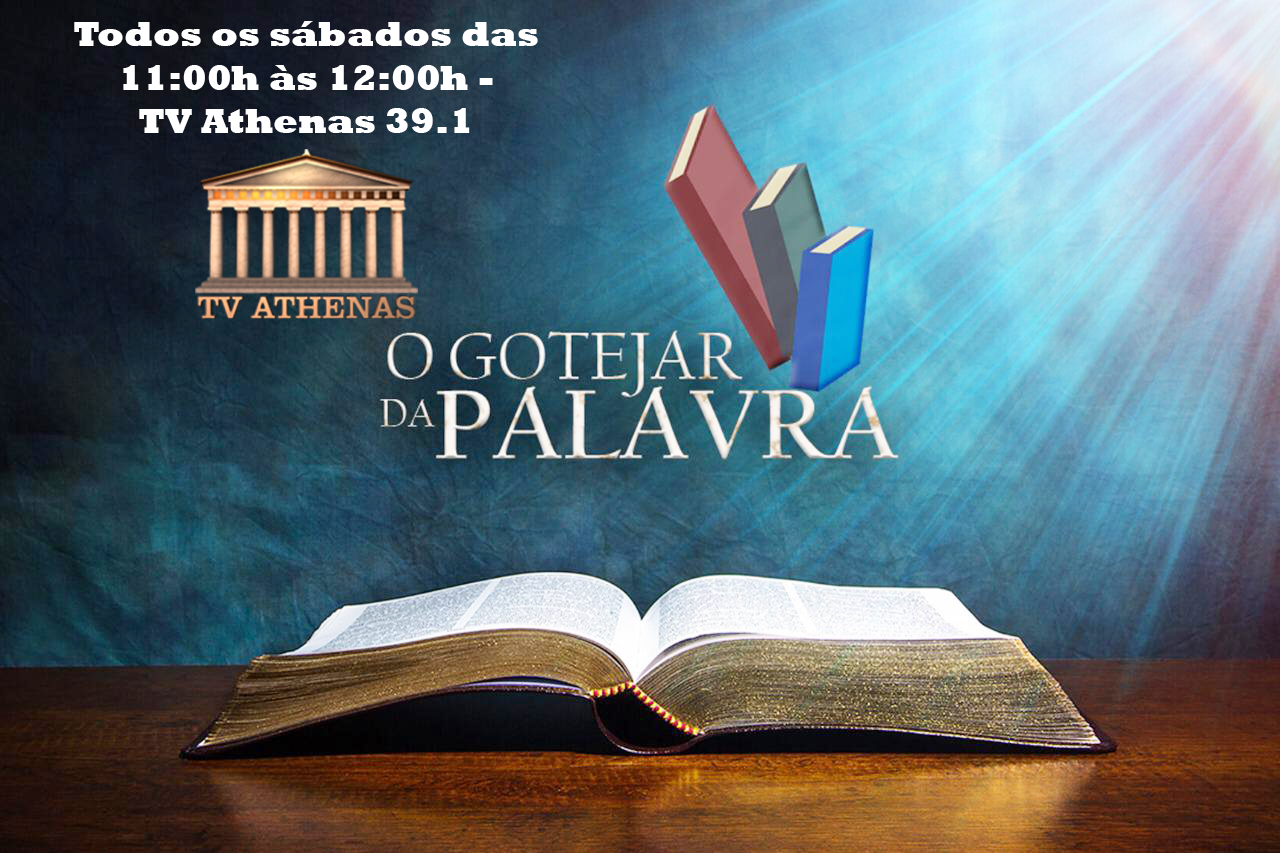 Todos os sábados das
11:00h às 12:00h -
TV Athenas 39.1
TV ATHENAS
O GOTEJAR
DA PALAVRA